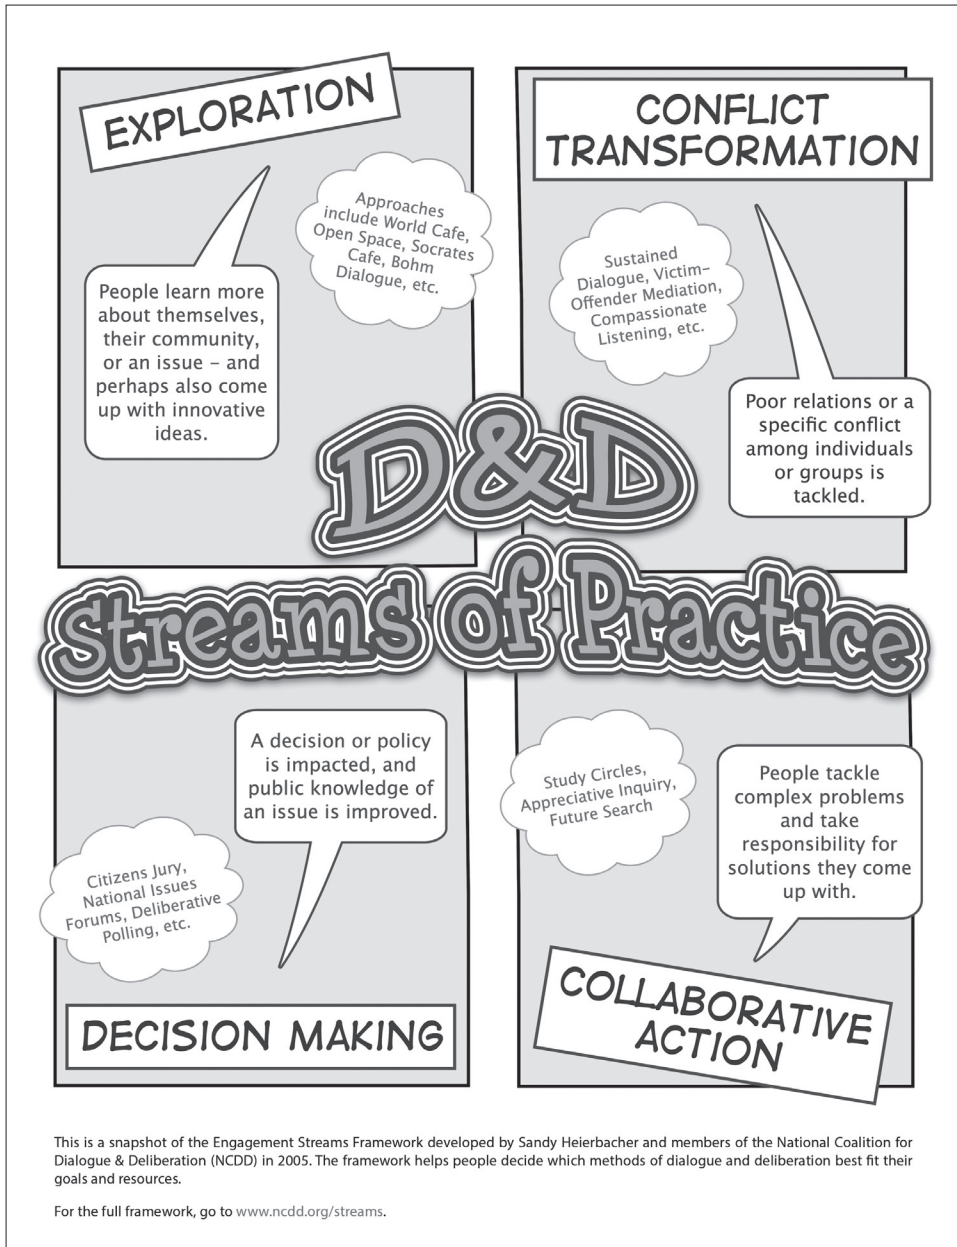 EXPLORATION
Approaches
include World Cafe,
Open Space, Socrates
Cafe, Bohm
Dialogue, etc.
People learn more
about themselves,
their community,
or an issue – and
perhaps also come
up with innovative
ideas.
CONFLICT
TRANSFORMATION
Sustained
Dialogue, Victim-
Offender Mediation,
Compassionate
Listening, etc.
Poor relations or a
specific conflict
among individuals
or groups is
tackled.
D&D
Streams of Practice
A decision or policy
is impacted, and
public knowledge of
an issue is improved.
Citizens Jury,
National Issues
Forums, Deliberative
Polling, etc.
DECISION MAKING
Study Circles,
Appreciative Inquiry,
Future Search
People tackle
complex problems
and take
responsibility for
solutions they come
up with.
COLLABORATIVE
ACTION
This is a snapshot of the Engagement Streams Framework developed by Sandy Heierbacher and members of the National Coalition for
Dialogue & Deliberation (NCDD) in 2005. The framework helps people decide which methods of dialogue and deliberation best fit their
goals and resources.
For the full framework, go to www.ncdd.org/streams.